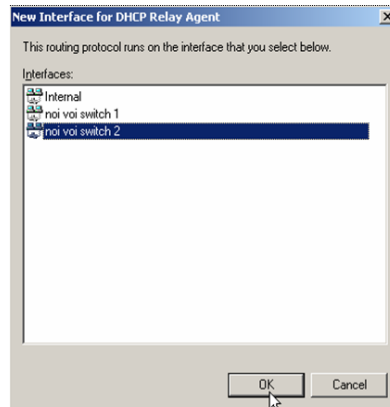 New Interface for DHCP Relay Agent
This routing protocol runs on the interface that you select below.
Interfaces:
Internal
noi voi switch 1
noi voi switch 2
OK Cancel